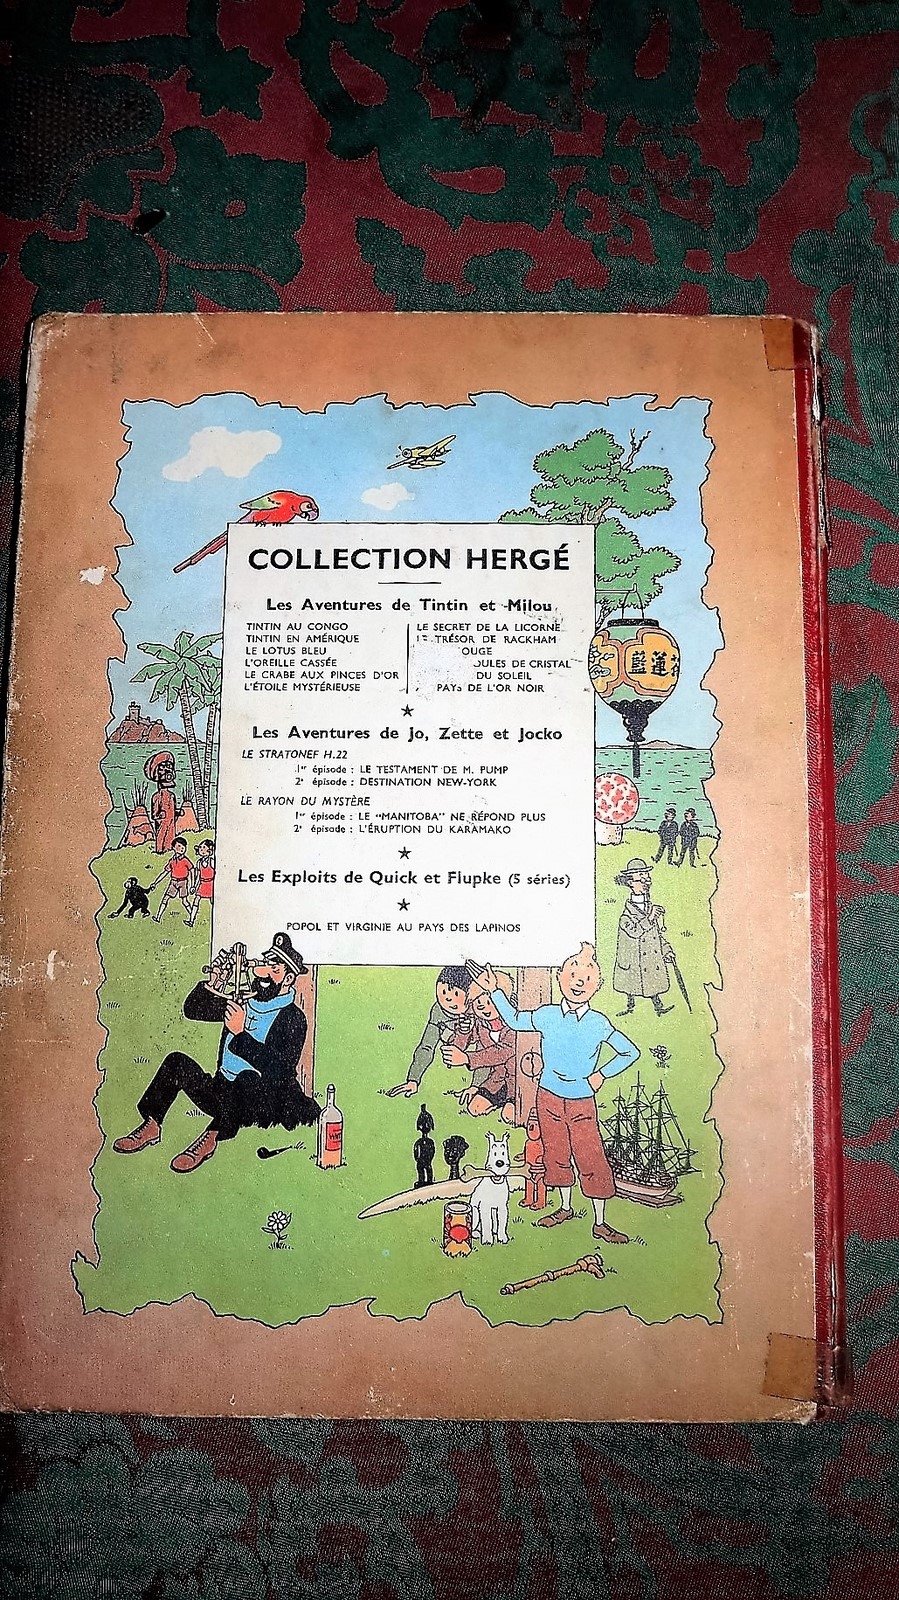 COLLECTION HERGÉ
Les Aventures de Tintin et Milou
TINTIN AU CONGO
TINTIN EN AMÉRIQUE
LE LOTUS BLEU
L'OREILLE CASSÉE
LE CRABE AUX PINCES D'OR
L'ÉTOILE MYSTÉRIEUSE
LE SECRET DE LA LICORNE
TRÉSOR DE RACKHAM
OUGE
OULES DE CRISTAL
DU SOLEIL
PAYS DE L'OR NOIR
Les Aventures de Jo, Zette et Jocko
LE STRATONEF H.22
1er épisode : LE TESTAMENT DE M. PUMP
2e épisode : DESTINATION NEW-YORK
LE RAYON DU MYSTÈRE
1er épisode : LE "MANITOBA" NE RÉPOND PLUS
2e épisode : L'ÉRUPTION DU KARAMAKO
Les Exploits de Quick et Flupke (5 séries)
POPOL ET VIRGINIE AU PAYS DES LAPINOS
藍蓮